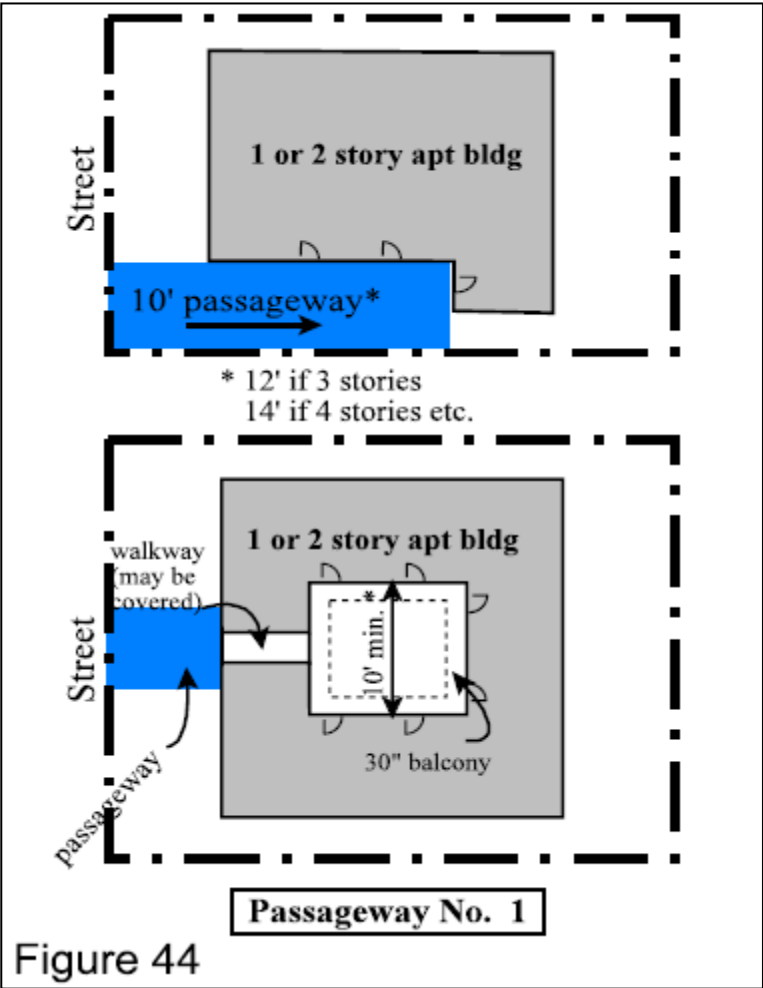 1 or 2 story apt bldg
Street
10' passageway*
* 12' if 3 stories
14' if 4 stories etc.
walkway
(may be
covered)
1 or 2 story apt bldg
10' min. *
Street
30" balcony
passageway
Passageway No. 1
Figure 44